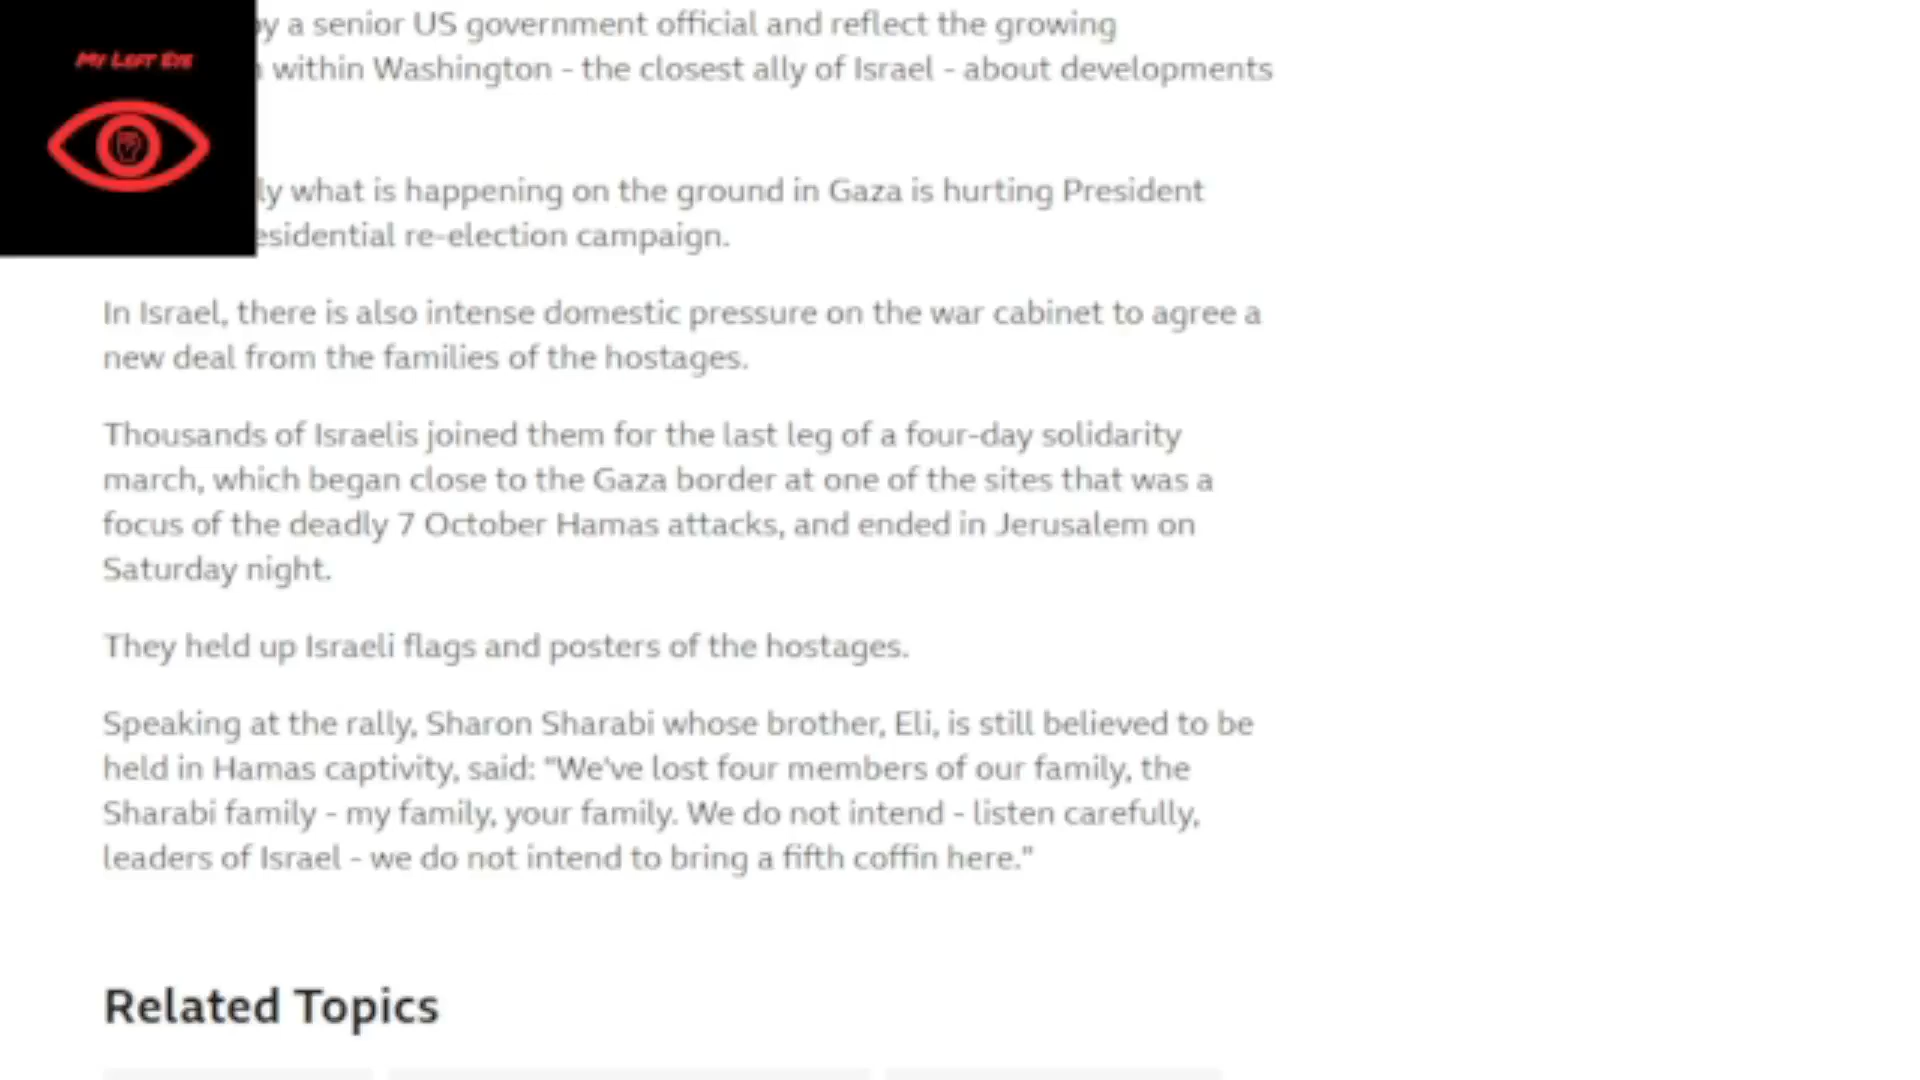 My Left Eye
by a senior US government official and reflect the growing
within Washington - the closest ally of Israel - about developments
what is happening on the ground in Gaza is hurting President
re-election campaign.
In Israel, there is also intense domestic pressure on the war cabinet to agree a
new deal from the families of the hostages.
Thousands of Israelis joined them for the last leg of a four-day solidarity
march, which began close to the Gaza border at one of the sites that was a
focus of the deadly 7 October Hamas attacks, and ended in Jerusalem on
Saturday night.
They held up Israeli flags and posters of the hostages.
Speaking at the rally, Sharon Sharabi whose brother, Eli, is still believed to be
held in Hamas captivity, said: "We've lost four members of our family, the
Sharabi family - my family, your family. We do not intend - listen carefully,
leaders of Israel - we do not intend to bring a fifth coffin here."
Related Topics